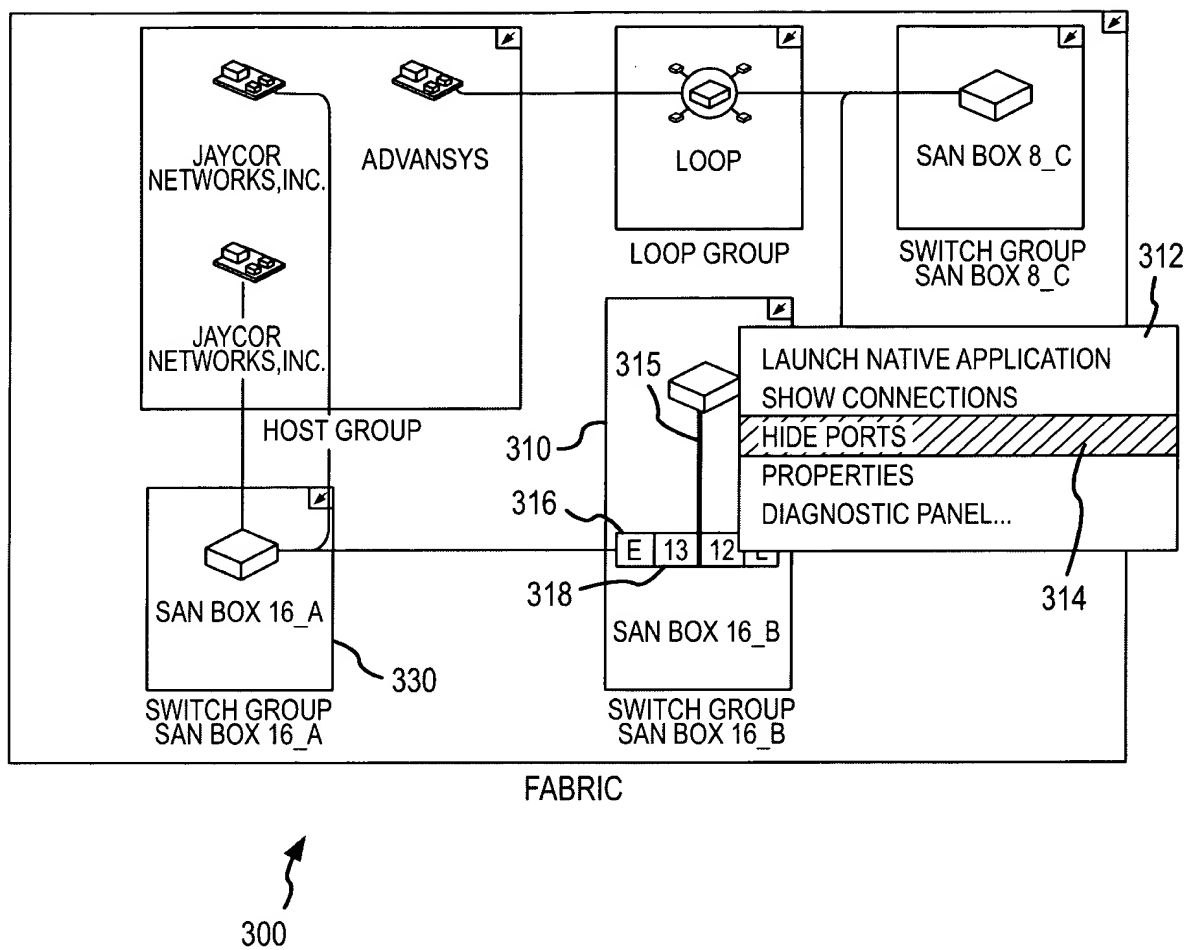 JAYCOR
NETWORKS,INC.
ADVANSYS
LOOP
SAN BOX 8_C
JAYCOR
NETWORKS,INC.
HOST GROUP
LOOP GROUP
SWITCH GROUP
SAN BOX 8_C
312
LAUNCH NATIVE APPLICATION
SHOW CONNECTIONS
HIDE PORTS
PROPERTIES
DIAGNOSTIC PANEL...
314
315
310
316
E 13 12
318
SAN BOX 16_A
330
SWITCH GROUP
SAN BOX 16_A
SAN BOX 16_B
SWITCH GROUP
SAN BOX 16_B
FABRIC
300